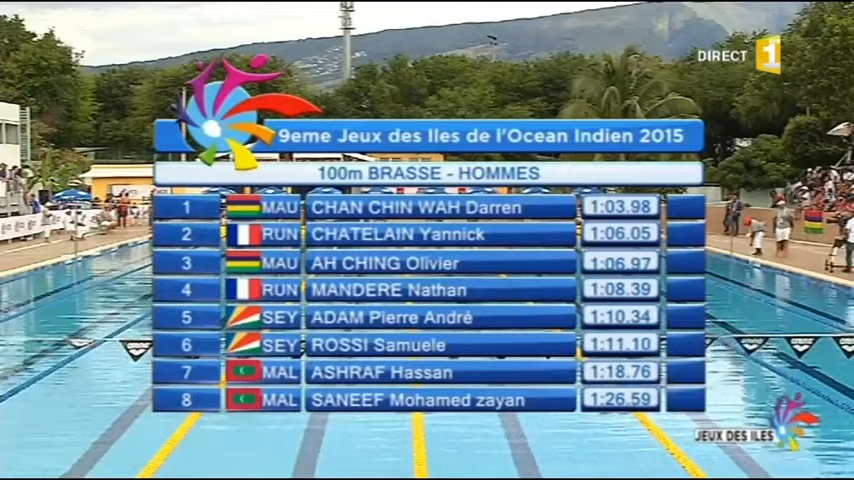 DIRECT 1
9eme Jeux des Iles de l'Ocean Indien 2015
100m BRASSE - HOMMES
1 MAU CHAN CHIN WAH Darren 1:03.98
2 RUN CHATELAIN Yannick 1:06.05
3 MAU AH CHING Olivier 1:06.97
4 RUN MANDERE Nathan 1:08.39
5 SEY ADAM Pierre André 1:10.34
6 SEY ROSSI Samuele 1:11.10
7 MAL ASHRAF Hassan 1:18.76
8 MAL SANEEF Mohamed zayan 1:26.59
JEUX DES ILES